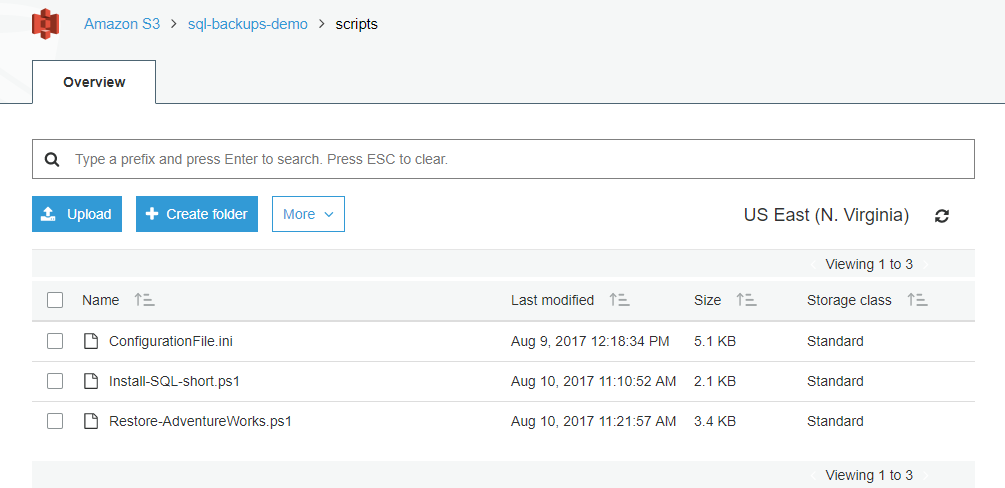 Amazon S3 > sql-backups-demo > scripts
Overview
Type a prefix and press Enter to search. Press ESC to clear.
Upload Create folder More US East (N. Virginia)
Viewing 1 to 3
Name Last modified Size Storage class
ConfigurationFile.ini Aug 9, 2017 12:18:34 PM 5.1 KB Standard
Install-SQL-short.ps1 Aug 10, 2017 11:10:52 AM 2.1 KB Standard
Restore-AdventureWorks.ps1 Aug 10, 2017 11:21:57 AM 3.4 KB Standard
Viewing 1 to 3